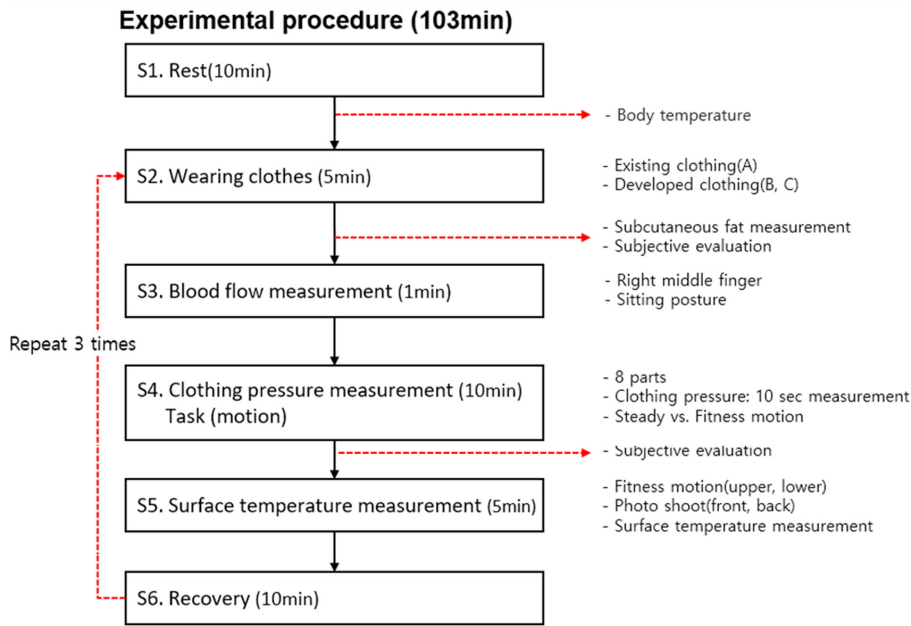 Experimental procedure (103min)
S1. Rest(10min)
- Body temperature
S2. Wearing clothes (5min)
- Existing clothing(A)
- Developed clothing(B, C)
- Subcutaneous fat measurement
- Subjective evaluation
S3. Blood flow measurement (1min)
- Right middle finger
- Sitting posture
Repeat 3 times
S4. Clothing pressure measurement (10min)
Task (motion)
- 8 parts
- Clothing pressure: 10 sec measurement
- Steady vs. Fitness motion
- Subjective evaluation
S5. Surface temperature measurement (5min)
- Fitness motion(upper, lower)
- Photo shoot(front, back)
- Surface temperature measurement
S6. Recovery (10min)